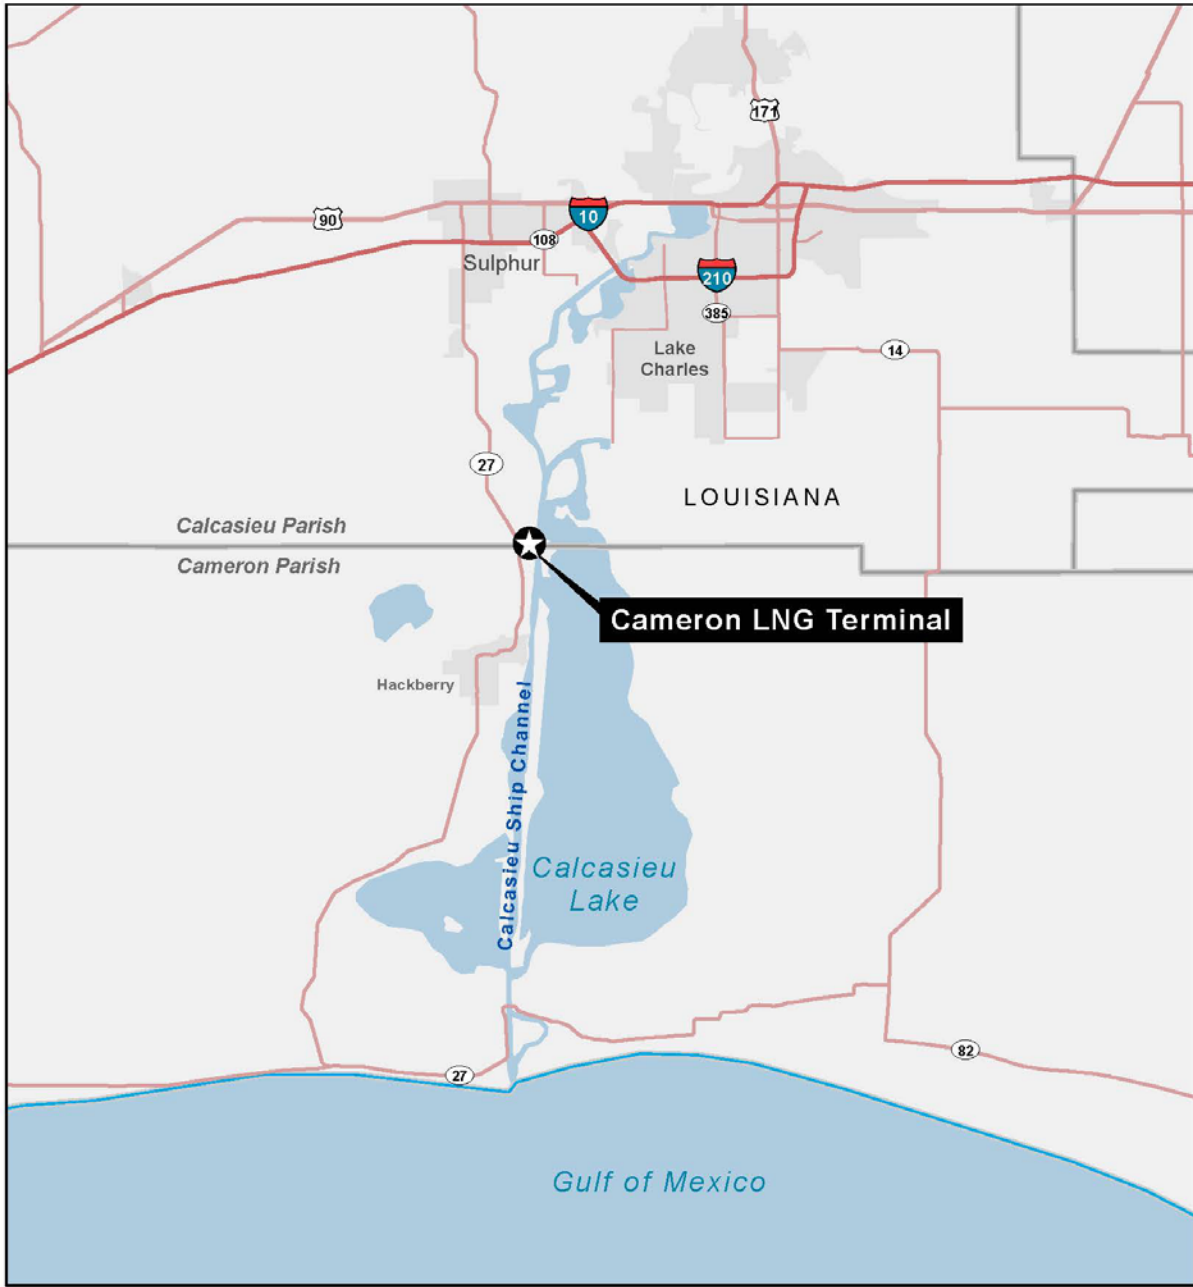 171
90
10
108
Sulphur
210
385
Lake
Charles
14
27
LOUISIANA
Calcasieu Parish
Cameron Parish
Cameron LNG Terminal
Hackberry
Calcasieu Ship Channel
Calcasieu
Lake
82
27
Gulf of Mexico